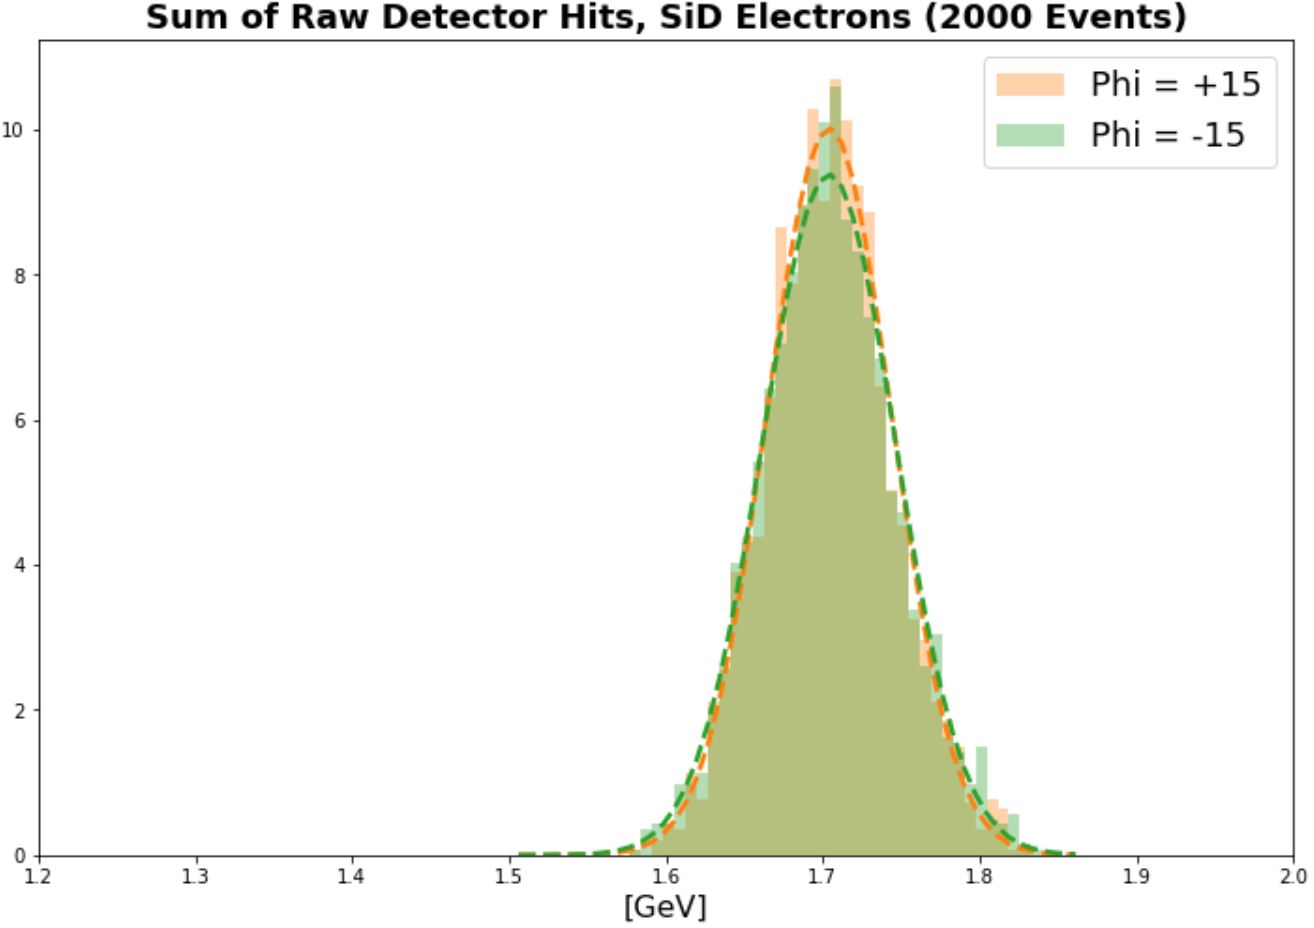 Sum of Raw Detector Hits, SiD Electrons (2000 Events)
Phi = +15
Phi = -15
10
8
6
4
2
0
1.2 1.3 1.4 1.5 1.6 1.7 1.8 1.9 2.0
[GeV]